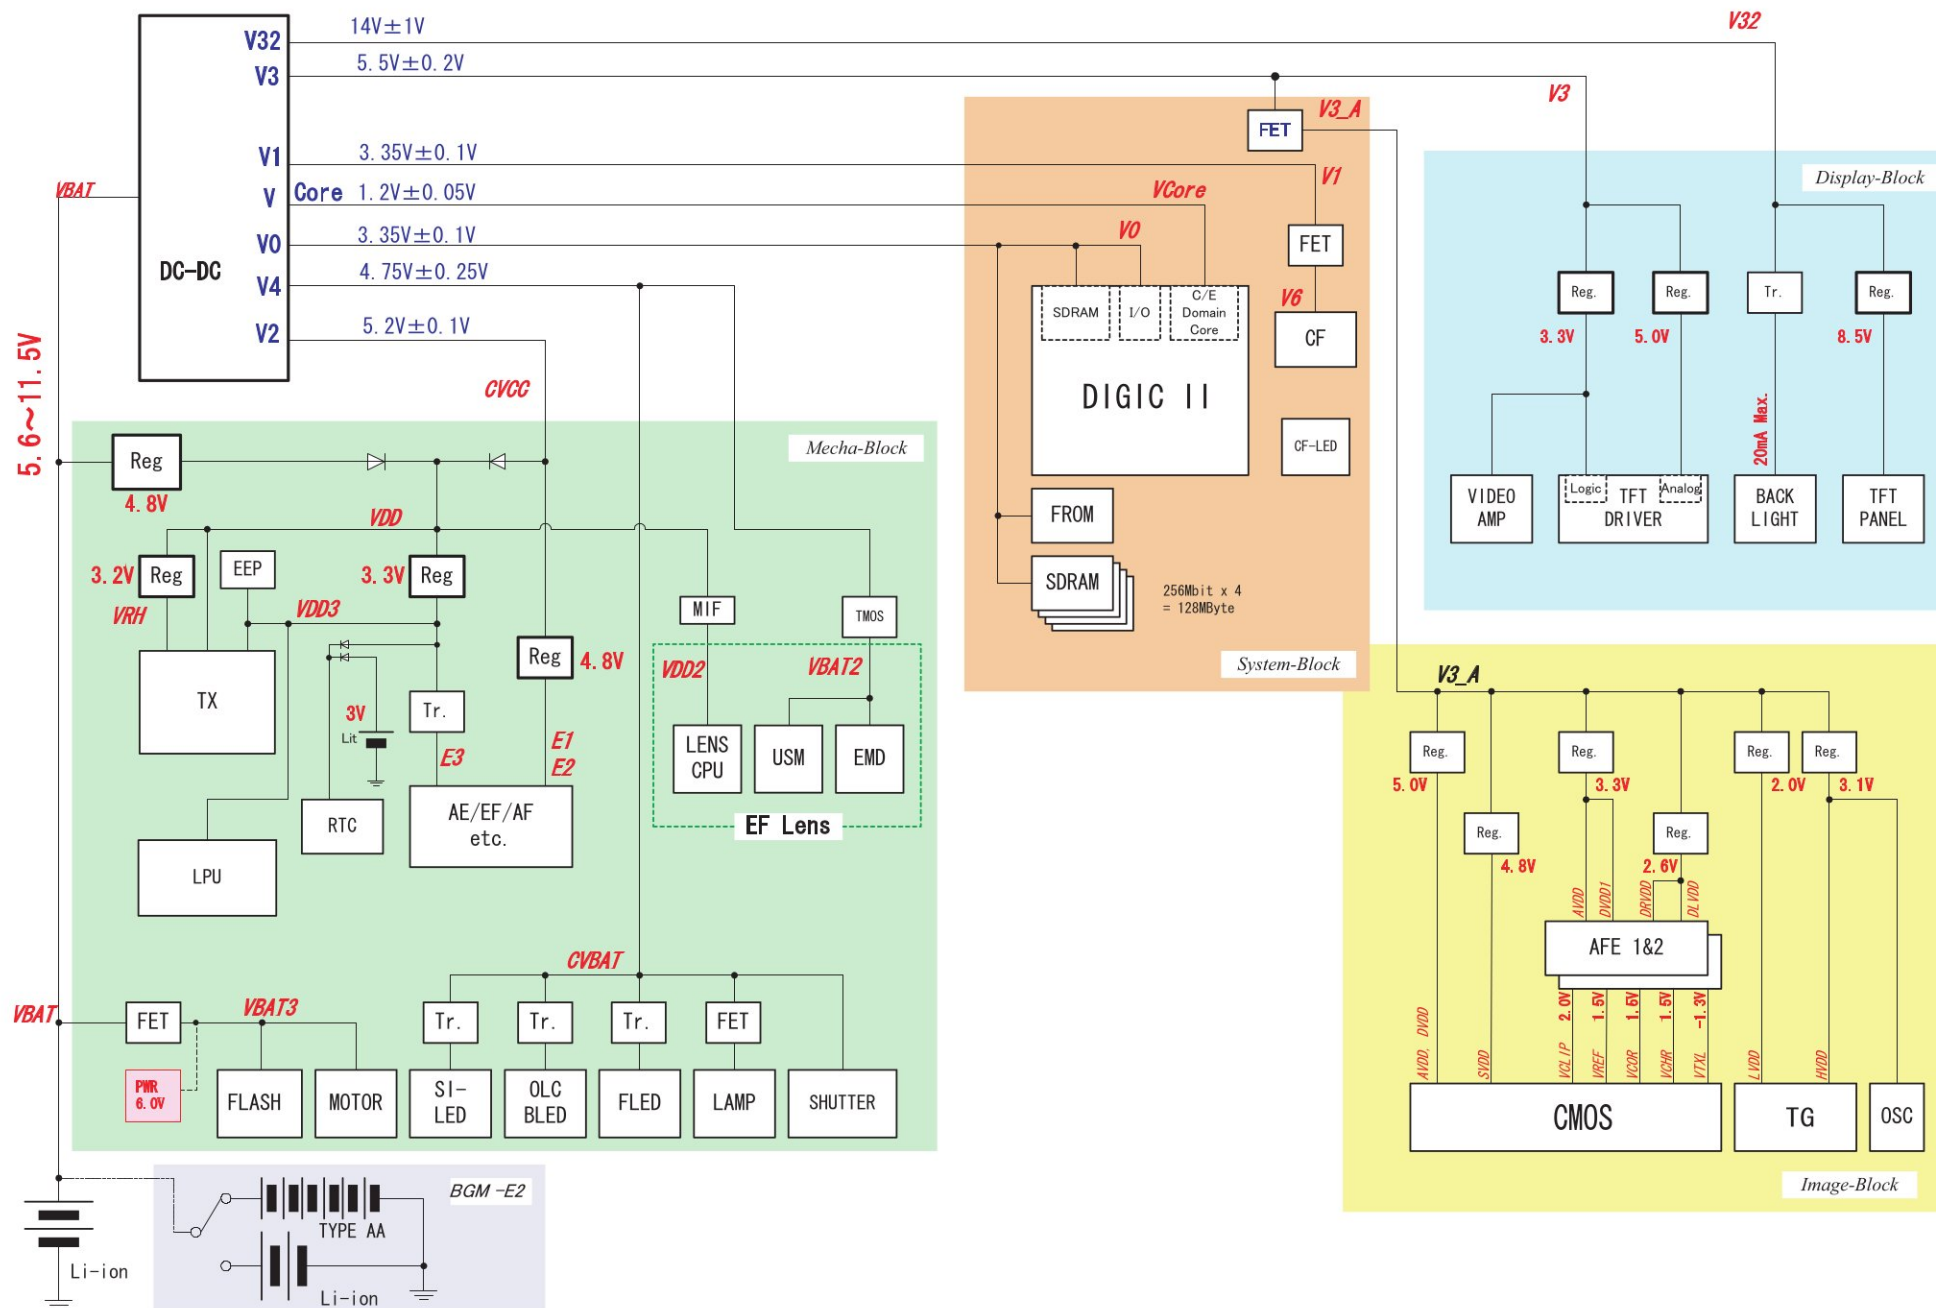 V32
14V±1V
V32
V3
5.5V±0.2V
V3
V3_A
FET
V1
3.35V±0.1V
V1
V Core
1.2V±0.05V
VCore
V0
3.35V±0.1V
V0
V4
4.75V±0.25V
V2
5.2V±0.1V
DC-DC
VBAT
5.6~11.5V
CVCC
Mecha-Block
Reg
4.8V
VDD
3.2V
Reg
VRH
EEP
3.3V
Reg
VDD3
TX
MIF
TMOS
Reg
4.8V
VDD2
VBAT2
Tr.
3V
Lit
E3
E1
E2
LENS
CPU
USM
EMD
EF Lens
RTC
AE/EF/AF
etc.
LPU
CVBAT
VBAT
FET
VBAT3
Tr.
Tr.
Tr.
FET
PWR
6.0V
FLASH
MOTOR
SI-
LED
OLC
BLED
FLED
LAMP
SHUTTER
BGM -E2
TYPE AA
Li-ion
Li-ion
FET
V6
CF
SDRAM
I/O
C/E
Domain
Core
DIGIC II
CF-LED
FROM
SDRAM
256Mbit x 4
= 128MByte
System-Block
Display-Block
Reg.
3.3V
Reg.
5.0V
Tr.
Reg.
8.5V
20mA Max.
VIDEO
AMP
Logic
TFT
DRIVER
Analog
BACK
LIGHT
TFT
PANEL
V3_A
Reg.
5.0V
Reg.
3.3V
Reg.
2.0V
Reg.
3.1V
Reg.
4.8V
Reg.
2.6V
AVDD
DVDD1
DRVDD
DLVDD
AFE 1&2
2.0V
1.5V
1.5V
1.5V
-1.3V
AVDD, DVDD
SVDD
VCLIP
VREF
VCOR
VCHR
VTXL
LVDD
HVDD
CMOS
TG
OSC
Image-Block